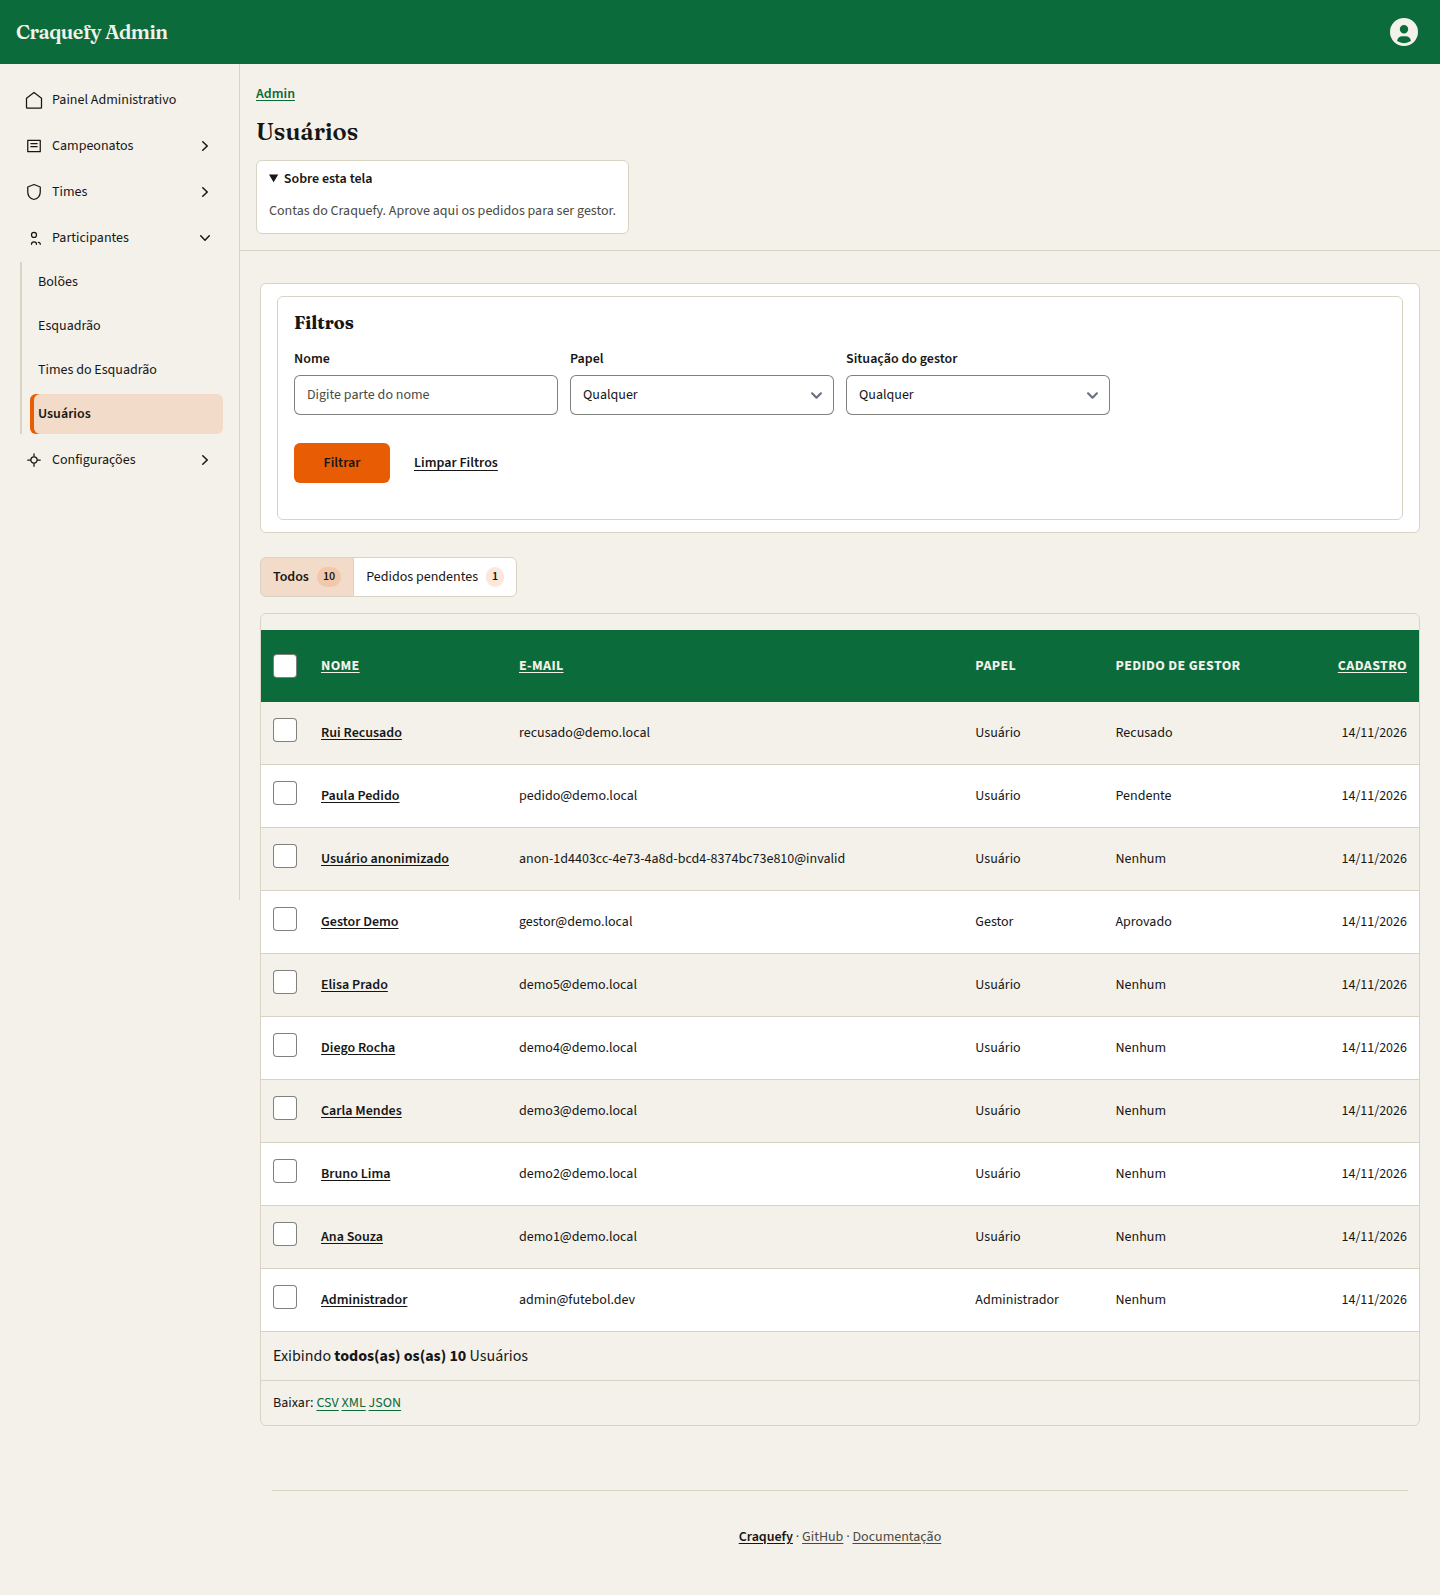 Craquefy Admin
Painel Administrativo
Campeonatos
Times
Participantes
Bolões
Esquadrão
Times do Esquadrão
Usuários
Configurações
Admin
Usuários
Sobre esta tela
Contas do Craquefy. Aprove aqui os pedidos para ser gestor.
Filtros
Nome Papel Situação do gestor
Digite parte do nome Qualquer Qualquer
Filtrar Limpar Filtros
Todos 10 Pedidos pendentes 1
NOME E-MAIL PAPEL PEDIDO DE GESTOR CADASTRO
Rui Recusado recusado@demo.local Usuário Recusado 14/11/2026
Paula Pedido pedido@demo.local Usuário Pendente 14/11/2026
Usuário anonimizado anon-1d4403cc-4e73-4a8d-bcd4-8374bc73e810@invalid Usuário Nenhum 14/11/2026
Gestor Demo gestor@demo.local Gestor Aprovado 14/11/2026
Elisa Prado demo5@demo.local Usuário Nenhum 14/11/2026
Diego Rocha demo4@demo.local Usuário Nenhum 14/11/2026
Carla Mendes demo3@demo.local Usuário Nenhum 14/11/2026
Bruno Lima demo2@demo.local Usuário Nenhum 14/11/2026
Ana Souza demo1@demo.local Usuário Nenhum 14/11/2026
Administrador admin@futebol.dev Administrador Nenhum 14/11/2026
Exibindo todos(as) os(as) 10 Usuários
Baixar: CSV XML JSON
Craquefy · GitHub · Documentação